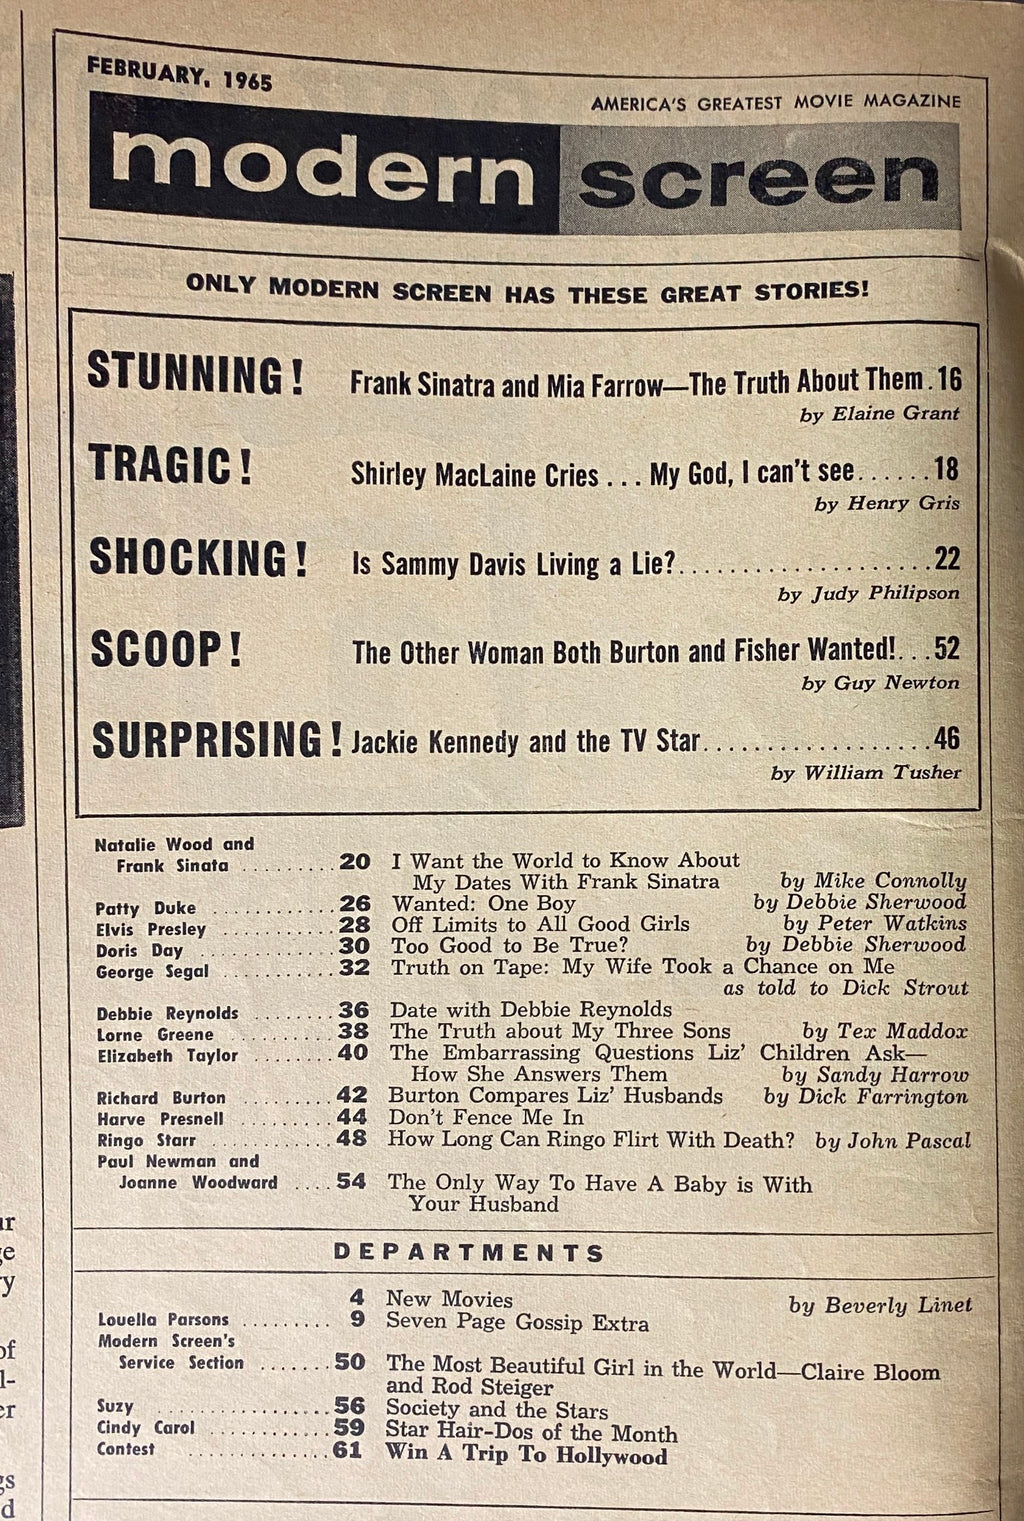 FEBRUARY, 1965
AMERICA'S GREATEST MOVIE MAGAZINE
modern screen
ONLY MODERN SCREEN HAS THESE GREAT STORIES!
STUNNING! Frank Sinatra and Mia Farrow—The Truth About Them.16
by Elaine Grant
TRAGIC! Shirley MacLaine Cries ... My God, I can't see......18
by Henry Gris
SHOCKING! Is Sammy Davis Living a Lie?....................22
by Judy Philipson
SCOOP! The Other Woman Both Burton and Fisher Wanted!...52
by Guy Newton
SURPRISING! Jackie Kennedy and the TV Star..................46
by William Tusher
Natalie Wood and
Frank Sinata .........20 I Want the World to Know About
My Dates With Frank Sinatra by Mike Connolly
Patty Duke ............26 Wanted: One Boy by Debbie Sherwood
Elvis Presley ...........28 Off Limits to All Good Girls by Peter Watkins
Doris Day .............30 Too Good to Be True? by Debbie Sherwood
George Segal ...........32 Truth on Tape: My Wife Took a Chance on Me
as told to Dick Strout
Debbie Reynolds ........36 Date with Debbie Reynolds
Lorne Greene .........38 The Truth about My Three Sons by Tex Maddox
Elizabeth Taylor ........40 The Embarrassing Questions Liz' Children Ask—
How She Answers Them by Sandy Harrow
Richard Burton .........42 Burton Compares Liz' Husbands by Dick Farrington
Harve Presnell .........44 Don't Fence Me In
Ringo Starr ............48 How Long Can Ringo Flirt With Death? by John Pascal
Paul Newman and
Joanne Woodward ....54 The Only Way To Have A Baby is With
Your Husband
DEPARTMENTS
4 New Movies by Beverly Linet
Louella Parsons ......... 9 Seven Page Gossip Extra
Modern Screen's
Service Section .......50 The Most Beautiful Girl in the World—Claire Bloom
and Rod Steiger
Suzy .................56 Society and the Stars
Cindy Carol ............59 Star Hair-Dos of the Month
Contest ..............61 Win A Trip To Hollywood